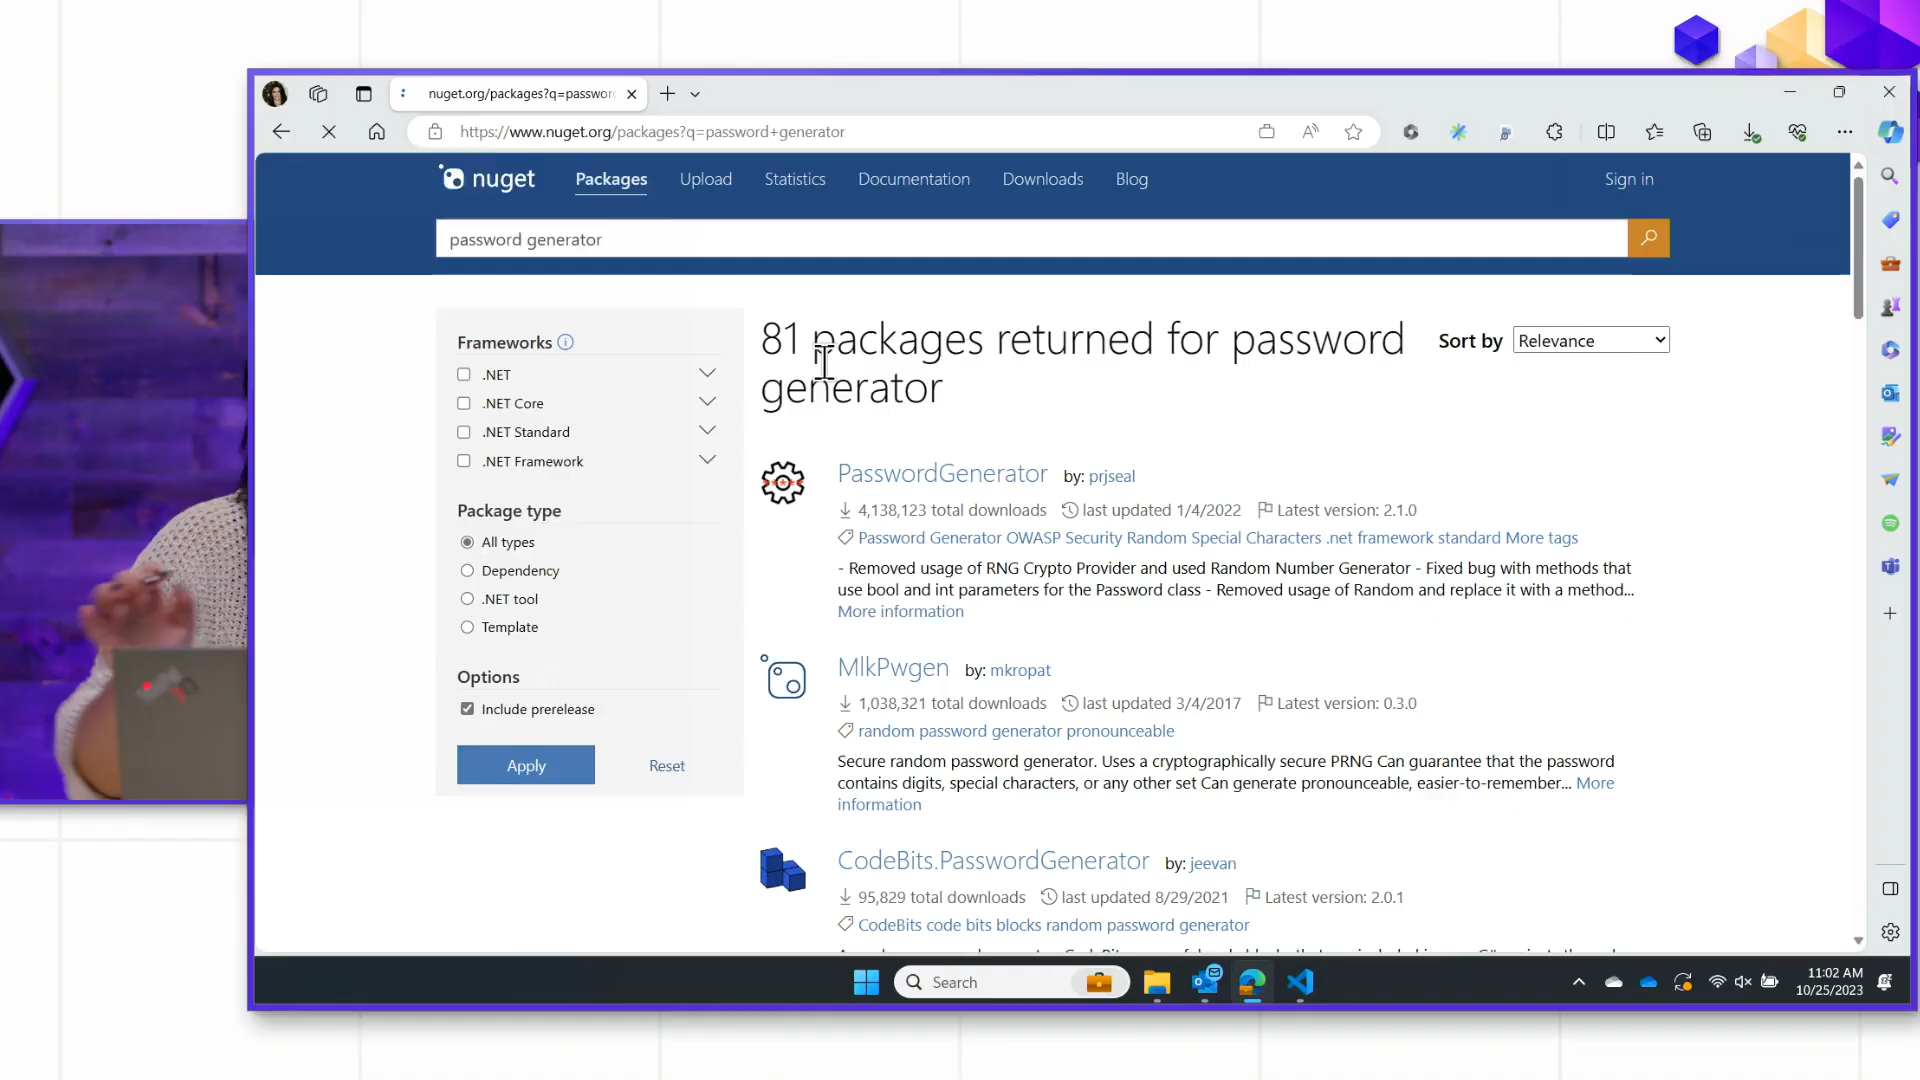 nuget.org/packages?q=passwor
https://www.nuget.org/packages?q=password+generator
nuget
Packages
Upload
Statistics
Documentation
Downloads
Blog
Sign in
password generator
Frameworks
.NET
.NET Core
.NET Standard
.NET Framework
Package type
All types
Dependency
.NET tool
Template
Options
Include prerelease
Apply
Reset
81 packages returned for password
generator
Sort by
Relevance
PasswordGenerator by: prjseal
4,138,123 total downloads last updated 1/4/2022 Latest version: 2.1.0
Password Generator OWASP Security Random Special Characters .net framework standard More tags
- Removed usage of RNG Crypto Provider and used Random Number Generator - Fixed bug with methods that
use bool and int parameters for the Password class - Removed usage of Random and replace it with a method...
More information
MlkPwgen by: mkropat
1,038,321 total downloads last updated 3/4/2017 Latest version: 0.3.0
random password generator pronounceable
Secure random password generator. Uses a cryptographically secure PRNG Can guarantee that the password
contains digits, special characters, or any other set Can generate pronounceable, easier-to-remember... More
information
CodeBits.PasswordGenerator by: jeevan
95,829 total downloads last updated 8/29/2021 Latest version: 2.0.1
CodeBits code bits blocks random password generator
Search
11:02 AM
10/25/2023